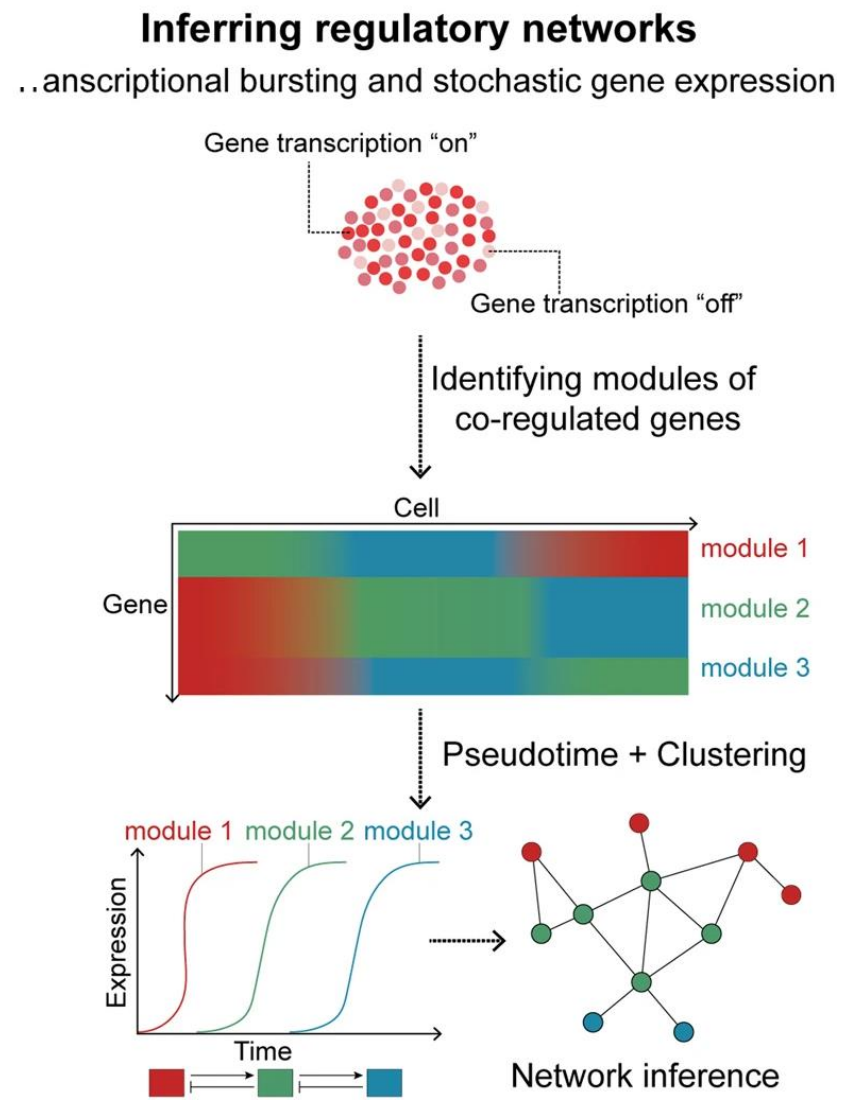 Inferring regulatory networks
..anscriptional bursting and stochastic gene expression
Gene transcription “on”
Gene transcription “off”
Identifying modules of
co-regulated genes
Cell
Gene
module 1
module 2
module 3
Pseudotime + Clustering
module 1 module 2 module 3
Expression
Time
Network inference